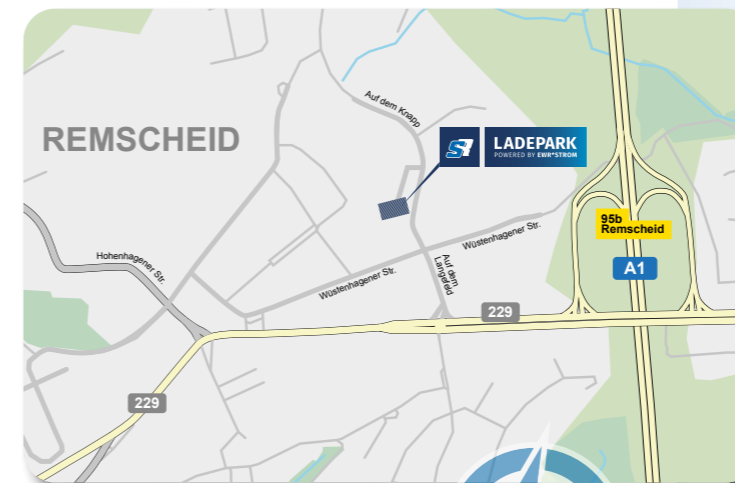 Auf dem Knapp
REMSCHEID
S7
LADEPARK
POWERED BY EWR*STROM
95b
Remscheid
Wüstenhagener Str.
Hohenhagener Str.
Auf dem
Langefeld
A1
Wüstenhagener Str.
229
229